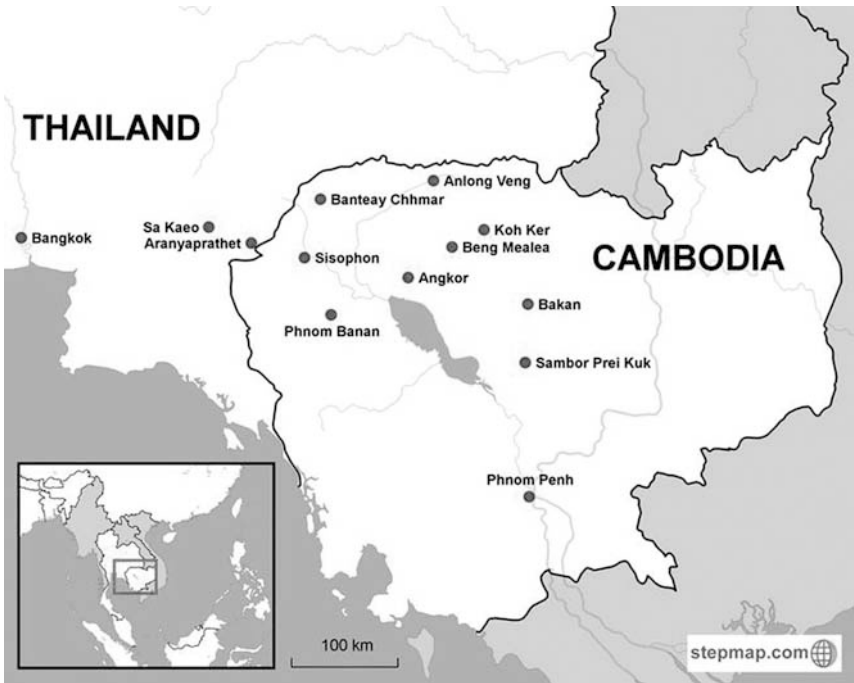 THAILAND
Anlong Veng
Banteay Chhmar
Sa Kaeo
Koh Ker
Bangkok
Aranyaprathet
Beng Mealea
Sisophon
CAMBODIA
Angkor
Bakan
Phnom Banan
Sambor Prei Kuk
Phnom Penh
100 km
stepmap.com